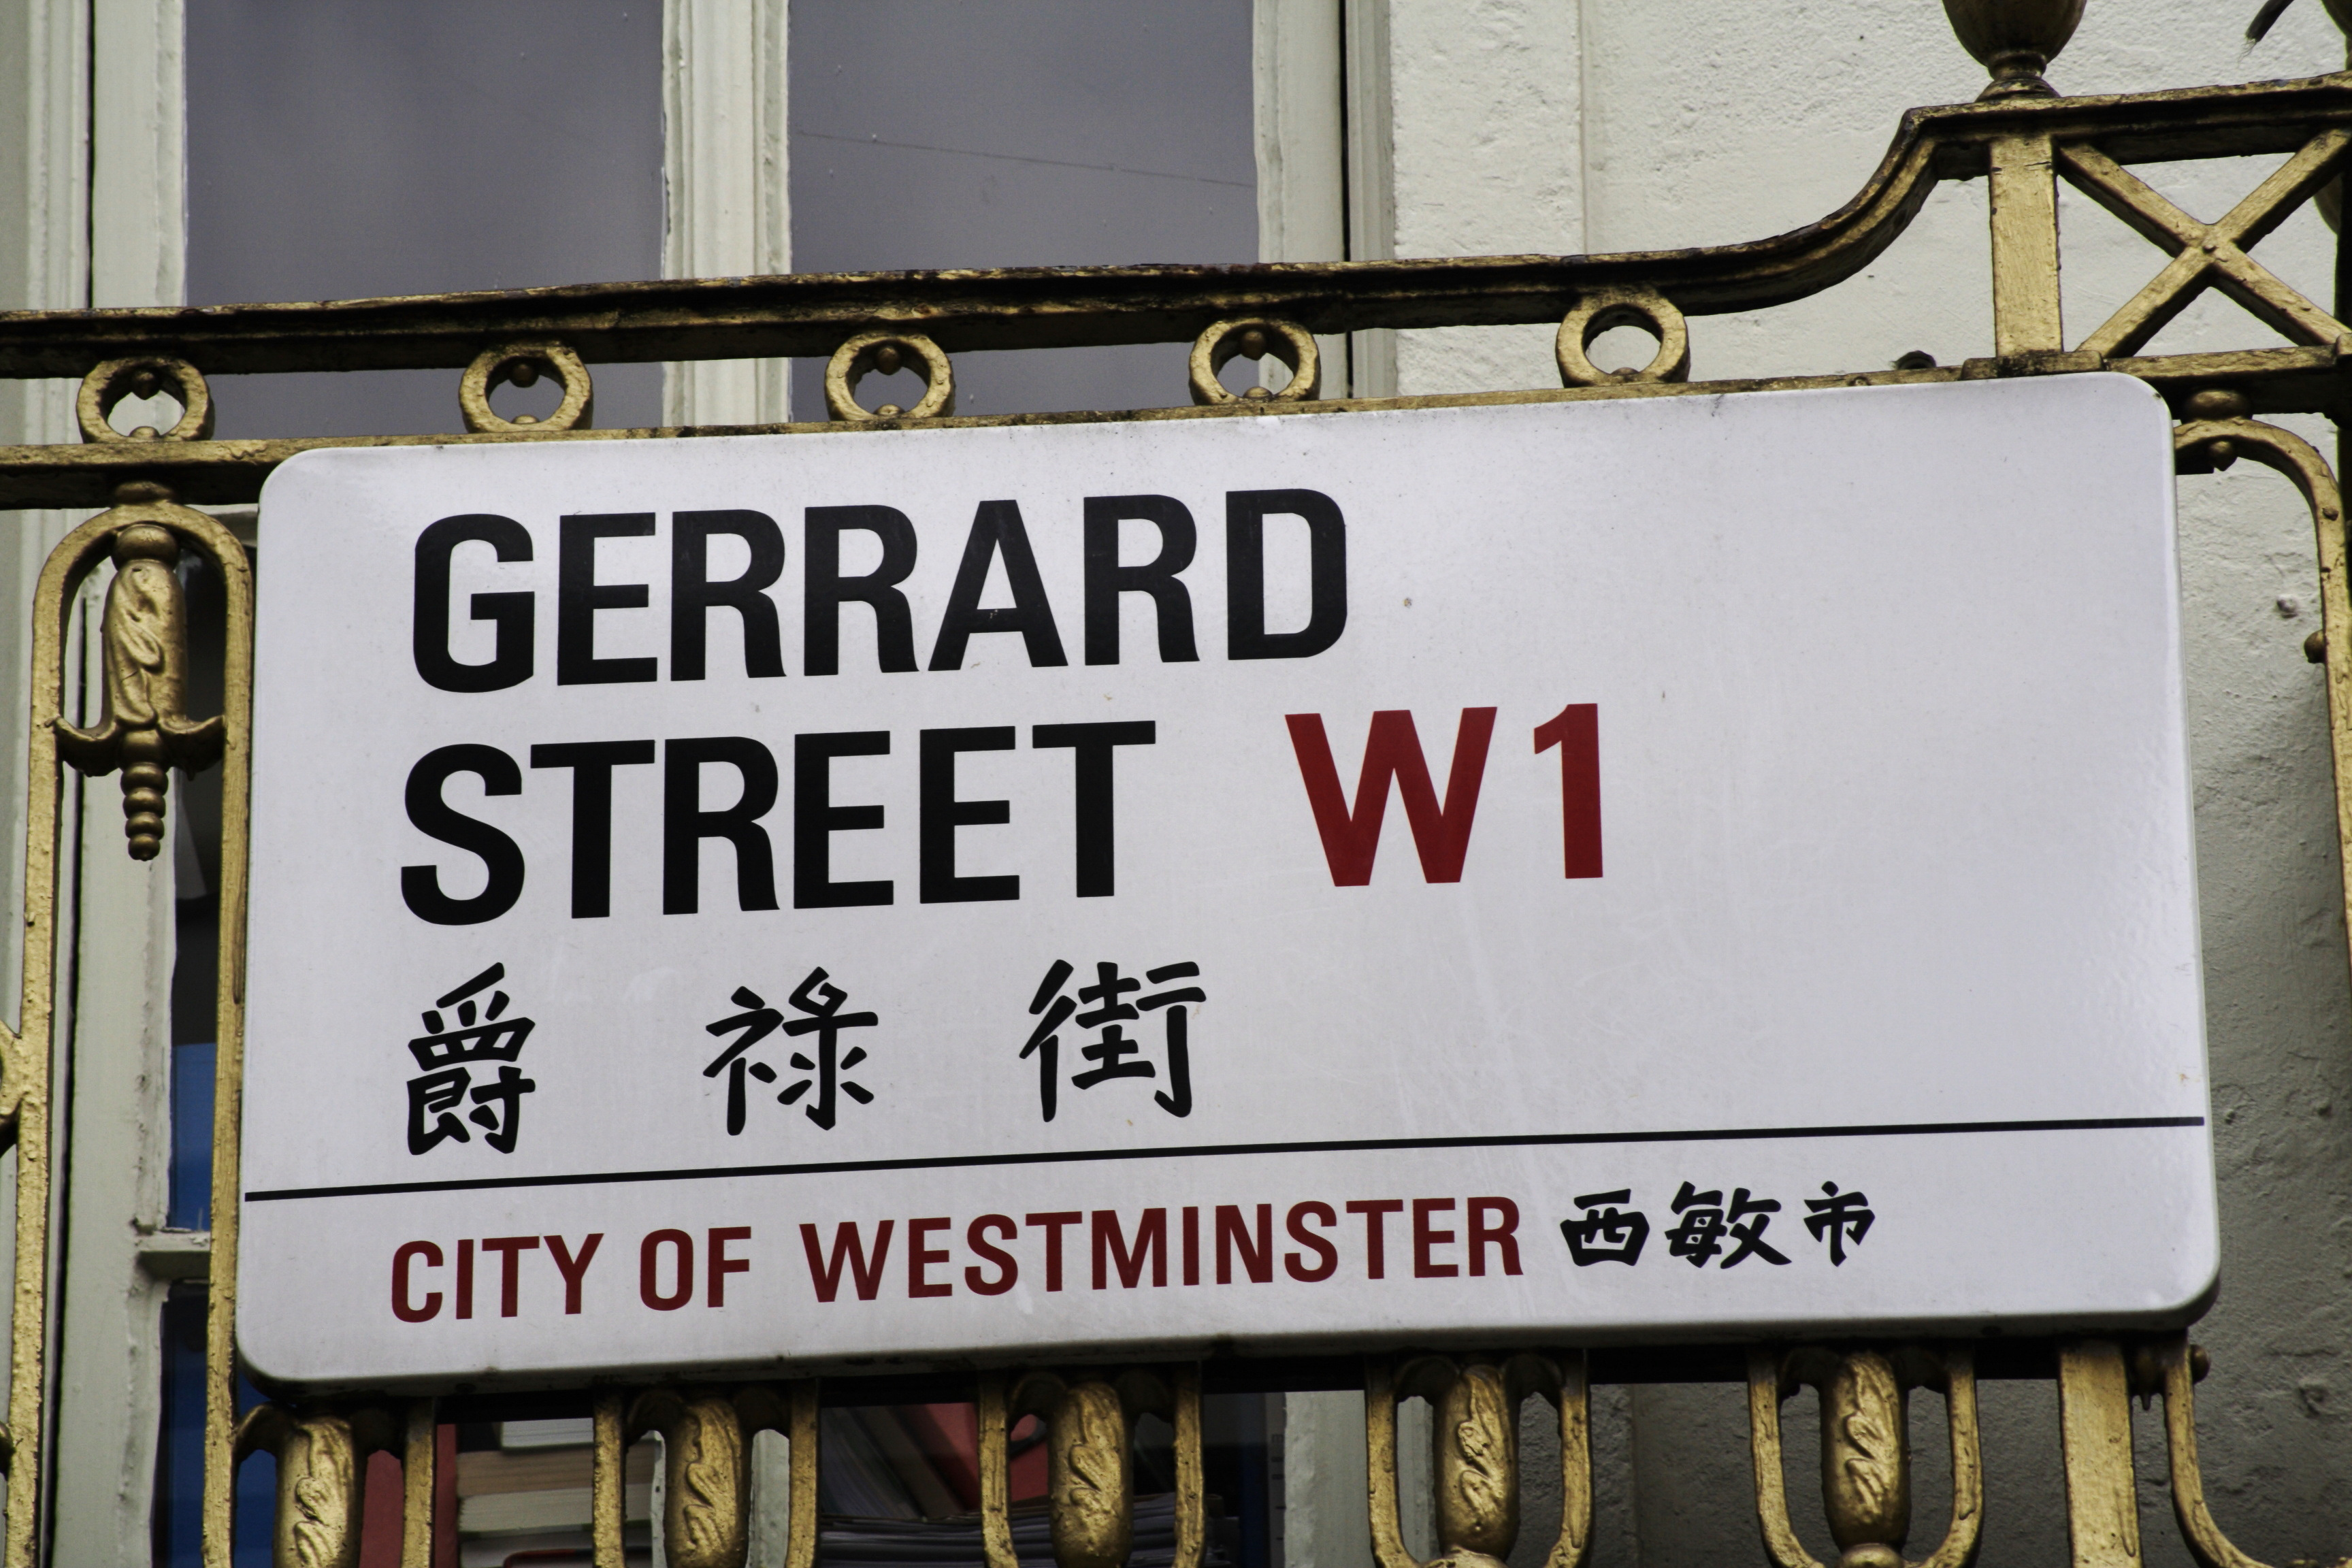 GERRARD
STREET W1
爵祿街
CITY OF WESTMINSTER 西敏市